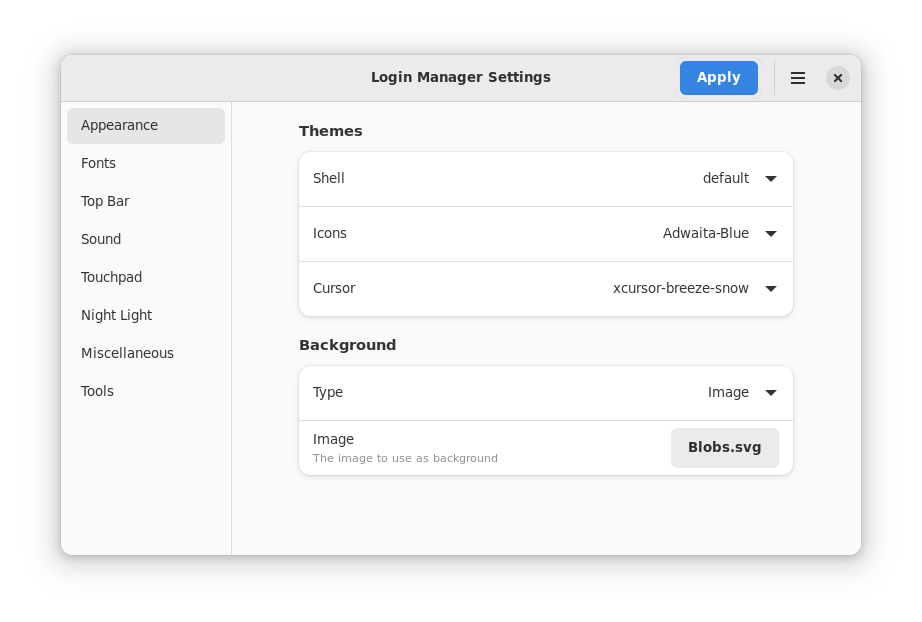 Login Manager Settings
Apply
Appearance
Fonts
Top Bar
Sound
Touchpad
Night Light
Miscellaneous
Tools
Themes
Shell default
Icons Adwaita-Blue
Cursor xcursor-breeze-snow
Background
Type Image
Image
The image to use as background
Blobs.svg